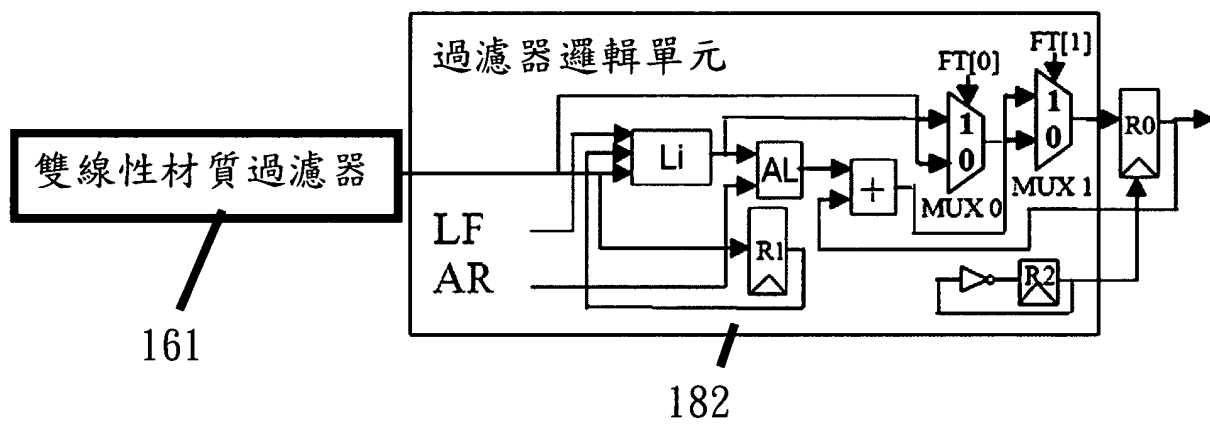 過濾器邏輯單元
FT[0]
FT[1]
雙線性材質過濾器
Li
AL
+
1
0
MUX 0
1
0
MUX 1
R0
LF
AR
R1
R2
161
182